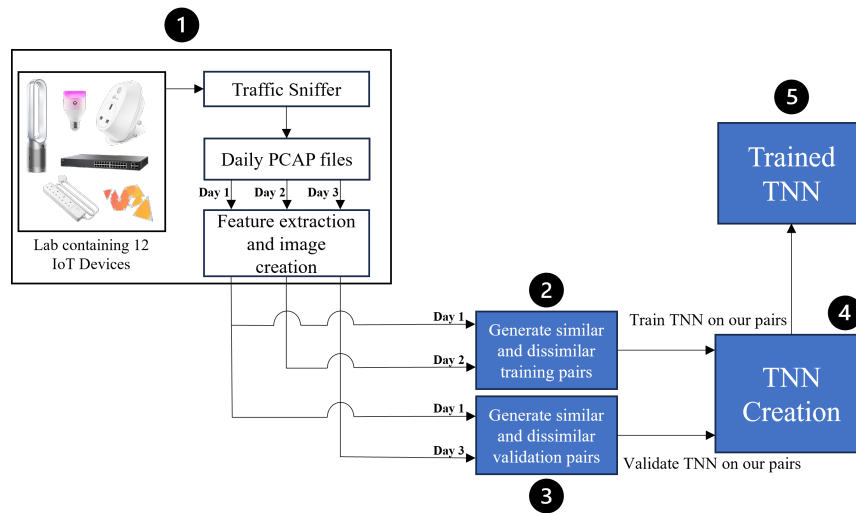 1
Traffic Sniffer
Daily PCAP files
Day 1
Day 2
Day 3
Feature extraction
and image
creation
Lab containing 12
IoT Devices
2
Day 1
Day 2
Generate similar
and dissimilar
training pairs
Train TNN on our pairs
Day 1
Day 3
Generate similar
and dissimilar
validation pairs
Validate TNN on our pairs
3
4
TNN
Creation
5
Trained
TNN